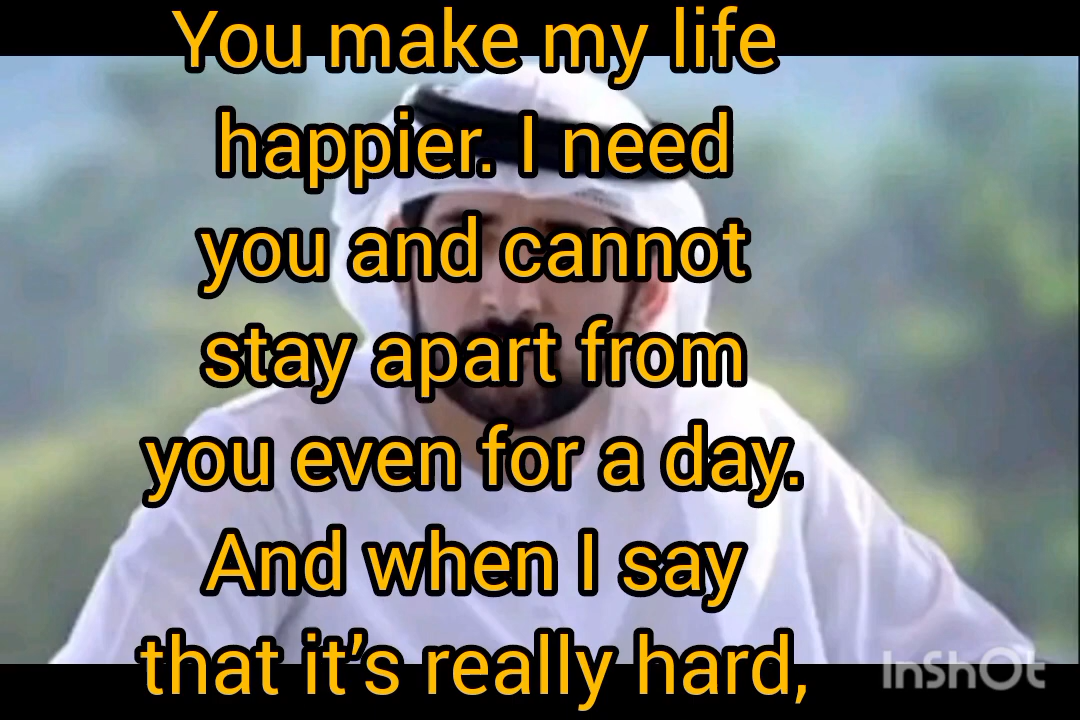 You make my life
happier. I need
you and cannot
stay apart from
you even for a day.
And when I say
that it’s really hard,
InShOt